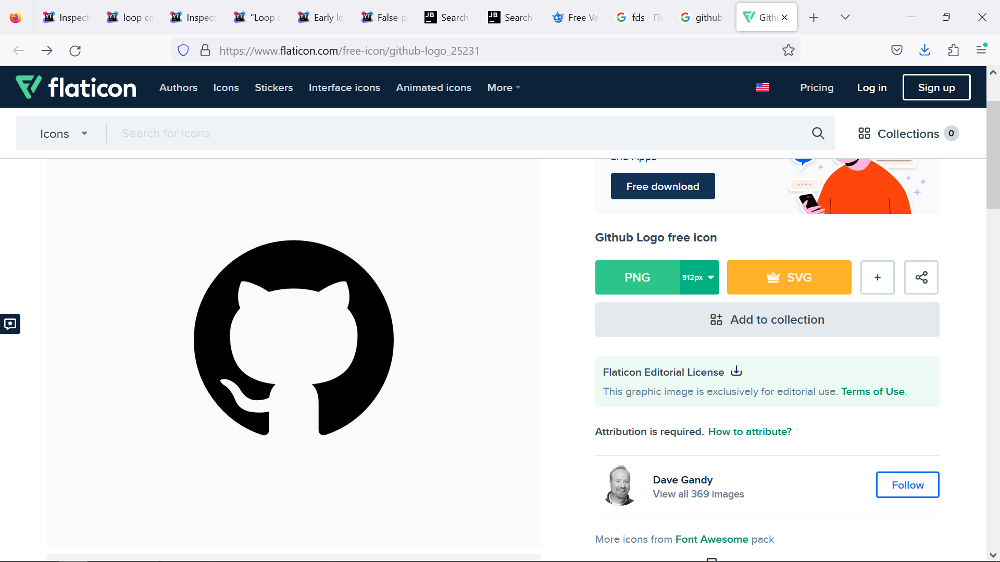 Inspecti
loop ca
Inspect
"Loop c
Early lo
False-p
Search
Search
Free Ve
fds - По
github
Githu
https://www.flaticon.com/free-icon/github-logo_25231
flaticon
Authors
Icons
Stickers
Interface icons
Animated icons
More
Pricing
Log in
Sign up
Icons
Search for icons
Collections 0
and Apps
Free download
Github Logo free icon
PNG 512px
SVG
+
Add to collection
Flaticon Editorial License
This graphic image is exclusively for editorial use. Terms of Use.
Attribution is required. How to attribute?
Dave Gandy
View all 369 images
Follow
More icons from Font Awesome pack